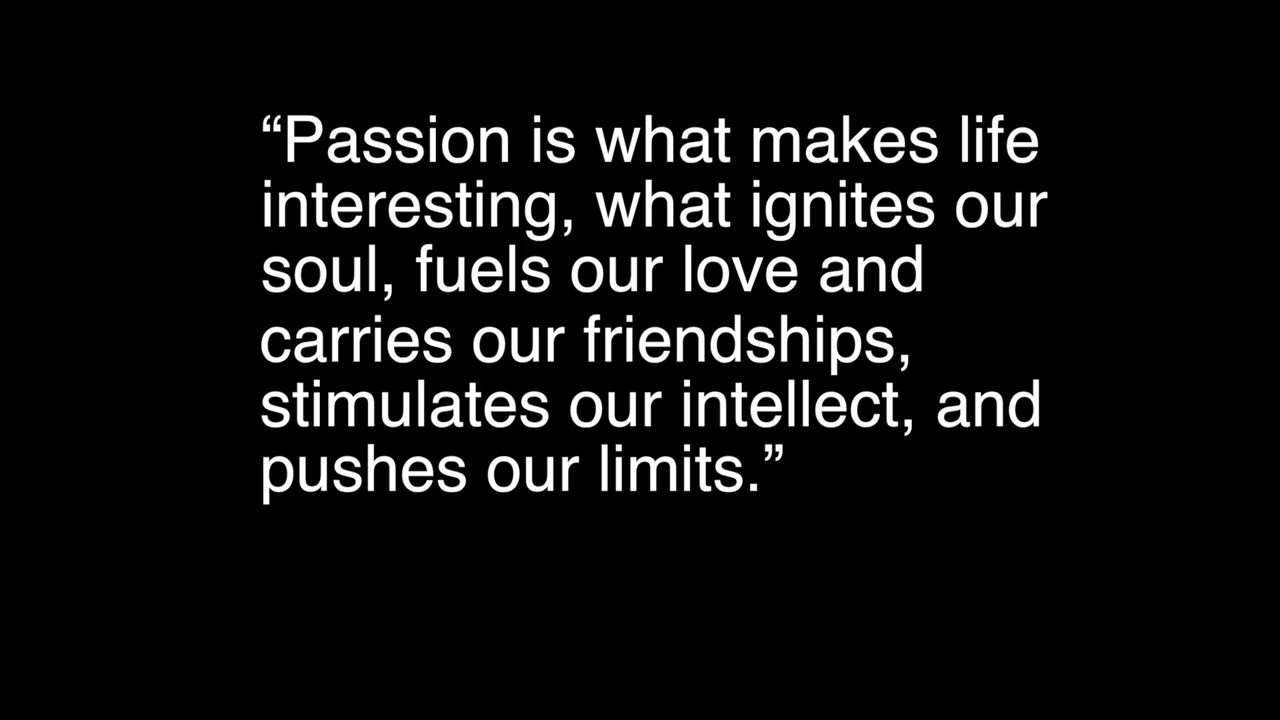 “Passion is what makes life
interesting, what ignites our
soul, fuels our love and
carries our friendships,
stimulates our intellect, and
pushes our limits.”